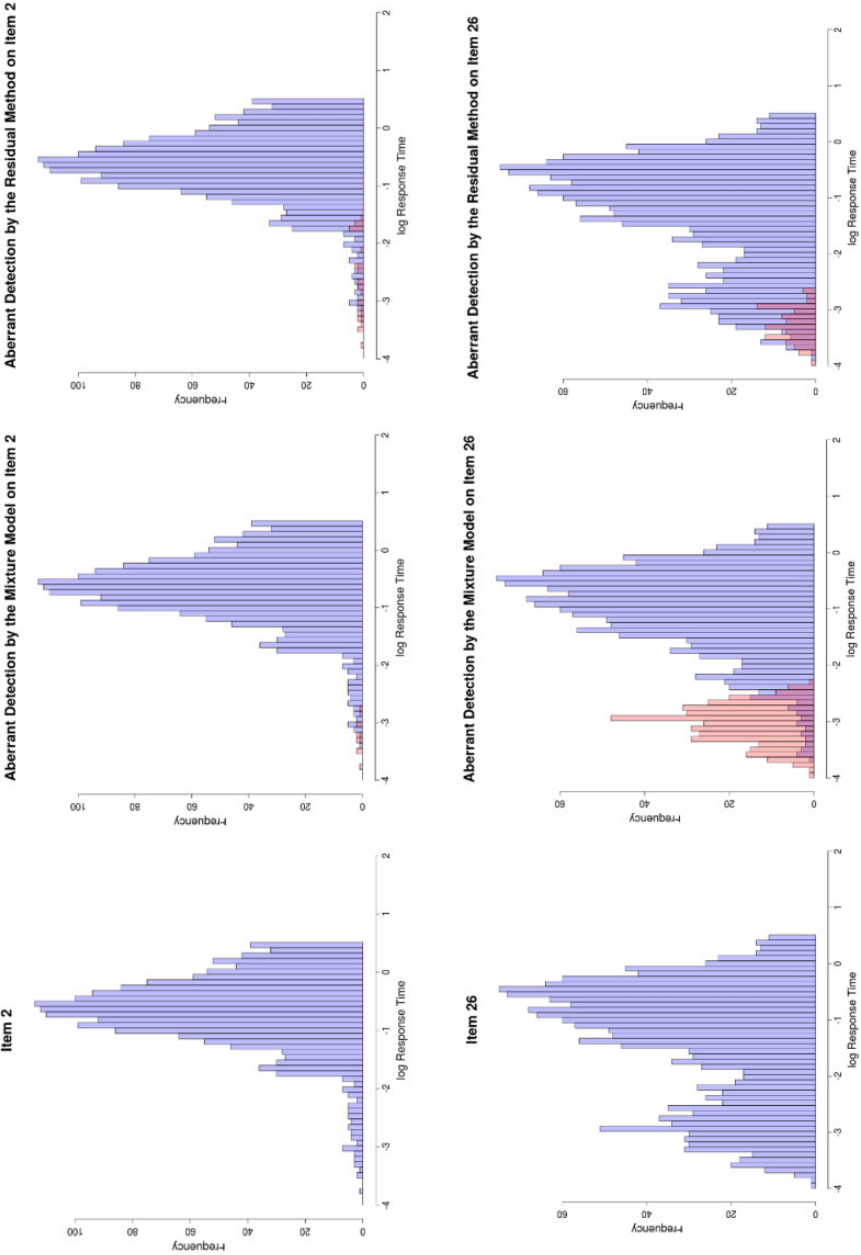 Item 2
Frequency
100
80
60
40
20
0
-4 -3 -2 -1 0 1 2
log Response Time
Aberrant Detection by the Mixture Model on Item 2
Frequency
100
80
60
40
20
0
-4 -3 -2 -1 0 1 2
log Response Time
Aberrant Detection by the Residual Method on Item 2
Frequency
100
80
60
40
20
0
-4 -3 -2 -1 0 1 2
log Response Time
Item 26
Frequency
60
40
20
0
-4 -3 -2 -1 0 1 2
log Response Time
Aberrant Detection by the Mixture Model on Item 26
Frequency
60
40
20
0
-4 -3 -2 -1 0 1 2
log Response Time
Aberrant Detection by the Residual Method on Item 26
Frequency
60
40
20
0
-4 -3 -2 -1 0 1 2
log Response Time